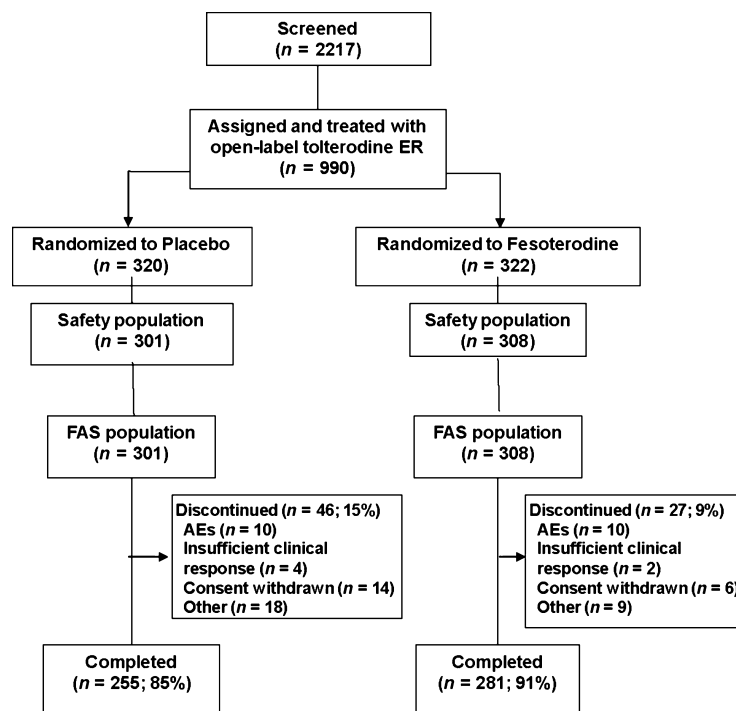 Screened
(n = 2217)
Assigned and treated with
open-label tolterodine ER
(n = 990)
Randomized to Placebo
(n = 320)
Randomized to Fesoterodine
(n = 322)
Safety population
(n = 301)
Safety population
(n = 308)
FAS population
(n = 301)
FAS population
(n = 308)
Discontinued (n = 46; 15%)
AEs (n = 10)
Insufficient clinical
response (n = 4)
Consent withdrawn (n = 14)
Other (n = 18)
Discontinued (n = 27; 9%)
AEs (n = 10)
Insufficient clinical
response (n = 2)
Consent withdrawn (n = 6)
Other (n = 9)
Completed
(n = 255; 85%)
Completed
(n = 281; 91%)